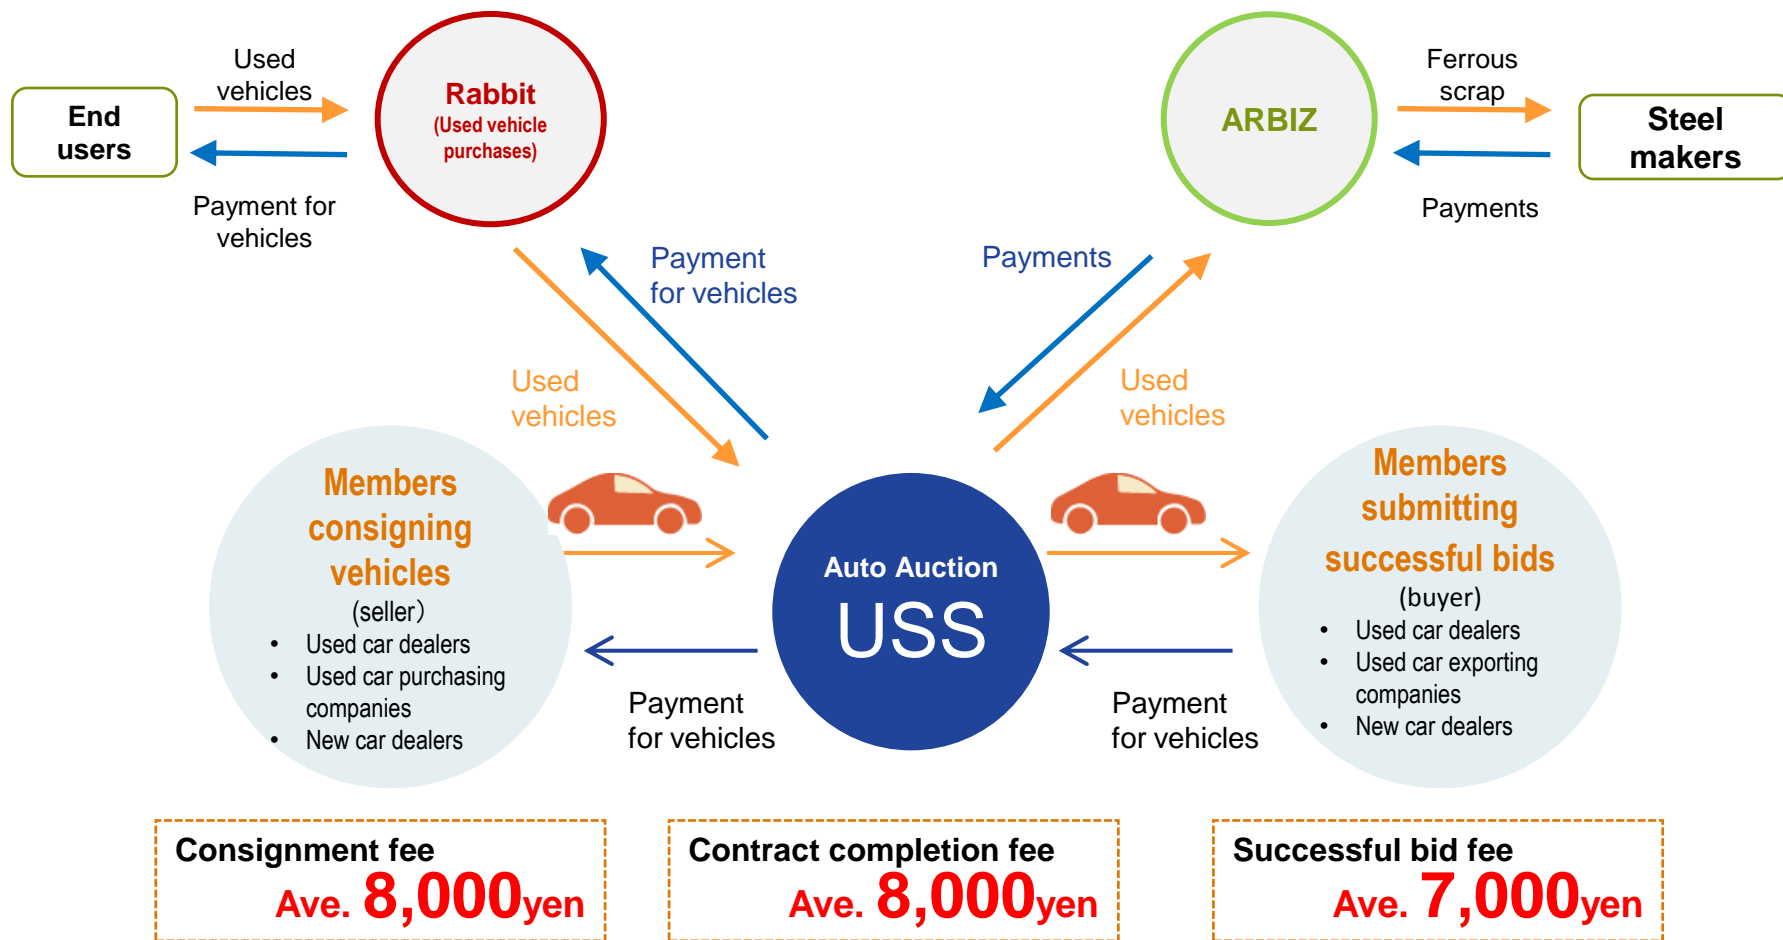 End
users
Used
vehicles
Payment for
vehicles
Rabbit
(Used vehicle
purchases)
ARBIZ
Ferrous
scrap
Payments
Steel
makers
Payment
for vehicles
Used
vehicles
Payments
Used
vehicles
Members
consigning
vehicles
(seller）
• Used car dealers
• Used car purchasing
companies
• New car dealers
Payment
for vehicles
Auto Auction
USS
Payment
for vehicles
Members
submitting
successful bids
(buyer)
• Used car dealers
• Used car exporting
companies
• New car dealers
Consignment fee
Ave. 8,000yen
Contract completion fee
Ave. 8,000yen
Successful bid fee
Ave. 7,000yen